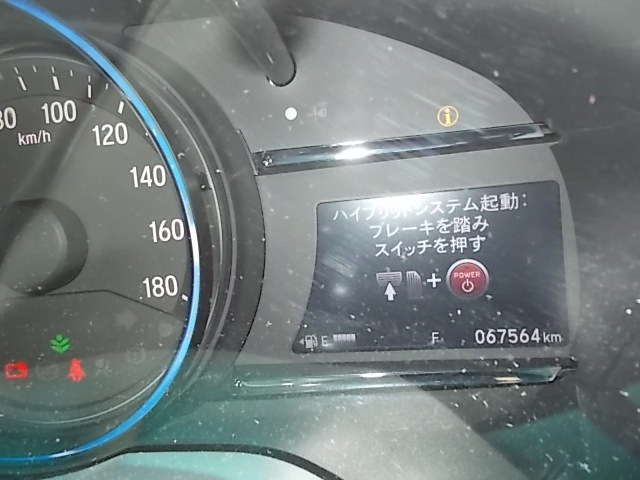 80
100
120
km/h
140
160
180
ハイブリッドシステム起動:
ブレーキを踏み
スイッチを押す
+
POWER
E F 067564 km